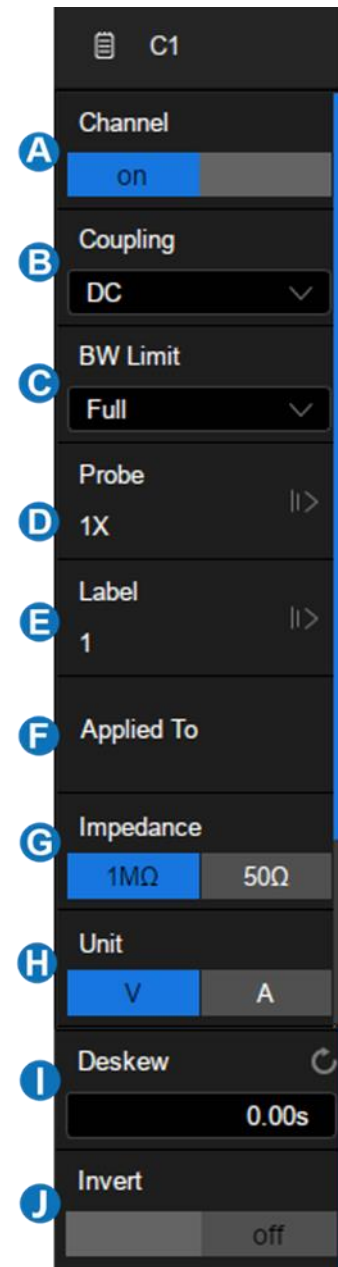 C1
A
Channel
on
B
Coupling
DC
C
BW Limit
Full
D
Probe
1X
E
Label
1
F
Applied To
G
Impedance
1MΩ 50Ω
H
Unit
V A
I
Deskew
0.00s
J
Invert
off